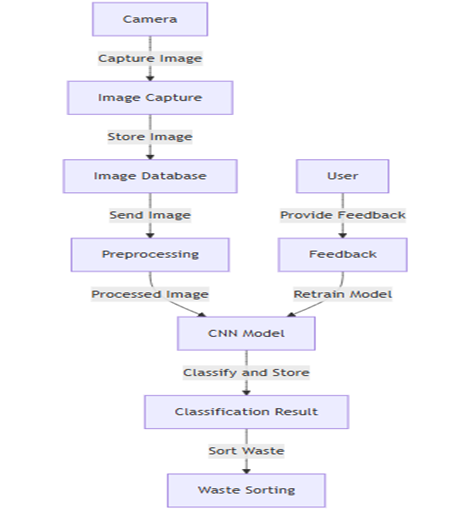 Camera
Capture Image
Image Capture
Store Image
Image Database
User
Send Image
Provide Feedback
Preprocessing
Feedback
Processed Image
Retrain Model
CNN Model
Classify and Store
Classification Result
Sort Waste
Waste Sorting